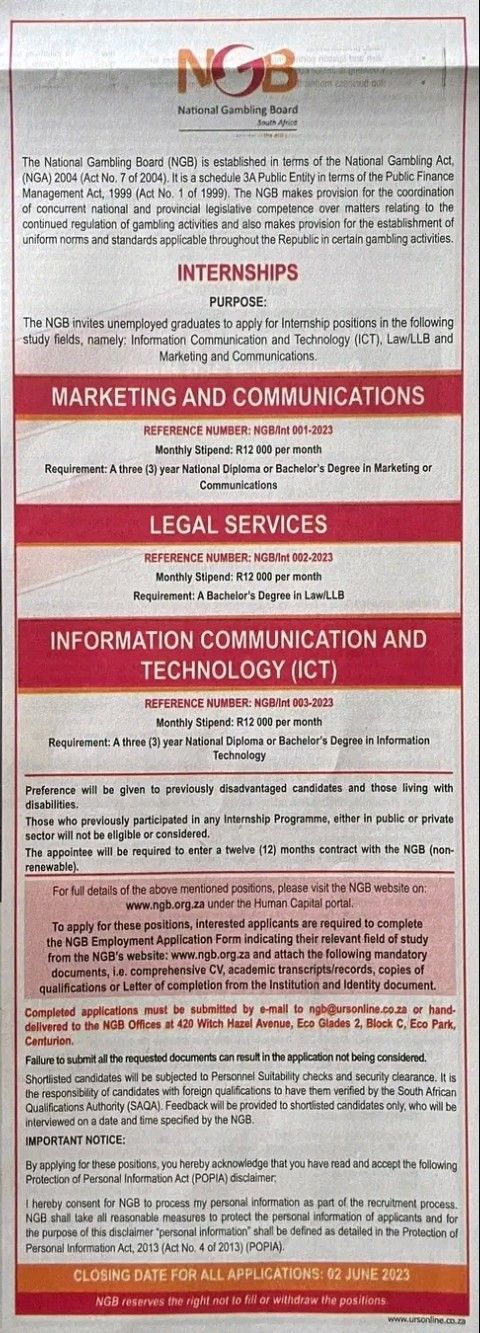 NGB
National Gambling Board
South Africa
The National Gambling Board (NGB) is established in terms of the National Gambling Act,
(NGA) 2004 (Act No. 7 of 2004). It is a schedule 3A Public Entity in terms of the Public Finance
Management Act, 1999 (Act No. 1 of 1999). The NGB makes provision for the coordination
of concurrent national and provincial legislative competence over matters relating to the
continued regulation of gambling activities and also makes provision for the establishment of
uniform norms and standards applicable throughout the Republic in certain gambling activities.
INTERNSHIPS
PURPOSE:
The NGB invites unemployed graduates to apply for Internship positions in the following
study fields, namely: Information Communication and Technology (ICT), Law/LLB and
Marketing and Communications.
MARKETING AND COMMUNICATIONS
REFERENCE NUMBER: NGB/Int 001-2023
Monthly Stipend: R12 000 per month
Requirement: A three (3) year National Diploma or Bachelor's Degree in Marketing or
Communications
LEGAL SERVICES
REFERENCE NUMBER: NGB/Int 002-2023
Monthly Stipend: R12 000 per month
Requirement: A Bachelor's Degree in Law/LLB
INFORMATION COMMUNICATION AND
TECHNOLOGY (ICT)
REFERENCE NUMBER: NGB/Int 003-2023
Monthly Stipend: R12 000 per month
Requirement: A three (3) year National Diploma or Bachelor's Degree in Information
Technology
Preference will be given to previously disadvantaged candidates and those living with
disabilities.
Those who previously participated in any Internship Programme, either in public or private
sector will not be eligible or considered.
The appointee will be required to enter a twelve (12) months contract with the NGB (non-
renewable).
For full details of the above mentioned positions, please visit the NGB website on:
www.ngb.org.za under the Human Capital portal.
To apply for these positions, interested applicants are required to complete
the NGB Employment Application Form indicating their relevant field of study
from the NGB's website: www.ngb.org.za and attach the following mandatory
documents, i.e. comprehensive CV, academic transcripts/records, copies of
qualifications or Letter of completion from the Institution and Identity document.
Completed applications must be submitted by e-mail to ngb@ursonline.co.za or hand-
delivered to the NGB Offices at 420 Witch Hazel Avenue, Eco Glades 2, Block C, Eco Park,
Centurion.
Failure to submit all the requested documents can result in the application not being considered.
Shortlisted candidates will be subjected to Personnel Suitability checks and security clearance. It is
the responsibility of candidates with foreign qualifications to have them verified by the South African
Qualifications Authority (SAQA). Feedback will be provided to shortlisted candidates only, who will be
interviewed on a date and time specified by the NGB.
IMPORTANT NOTICE:
By applying for these positions, you hereby acknowledge that you have read and accept the following
Protection of Personal Information Act (POPIA) disclaimer:
I hereby consent for NGB to process my personal information as part of the recruitment process.
NGB shall take all reasonable measures to protect the personal information of applicants and for
the purpose of this disclaimer "personal information" shall be defined as detailed in the Protection of
Personal Information Act, 2013 (Act No. 4 of 2013) (POPIA).
CLOSING DATE FOR ALL APPLICATIONS: 02 JUNE 2023
NGB reserves the right not to fill or withdraw the positions.
www.ursonline.co.za